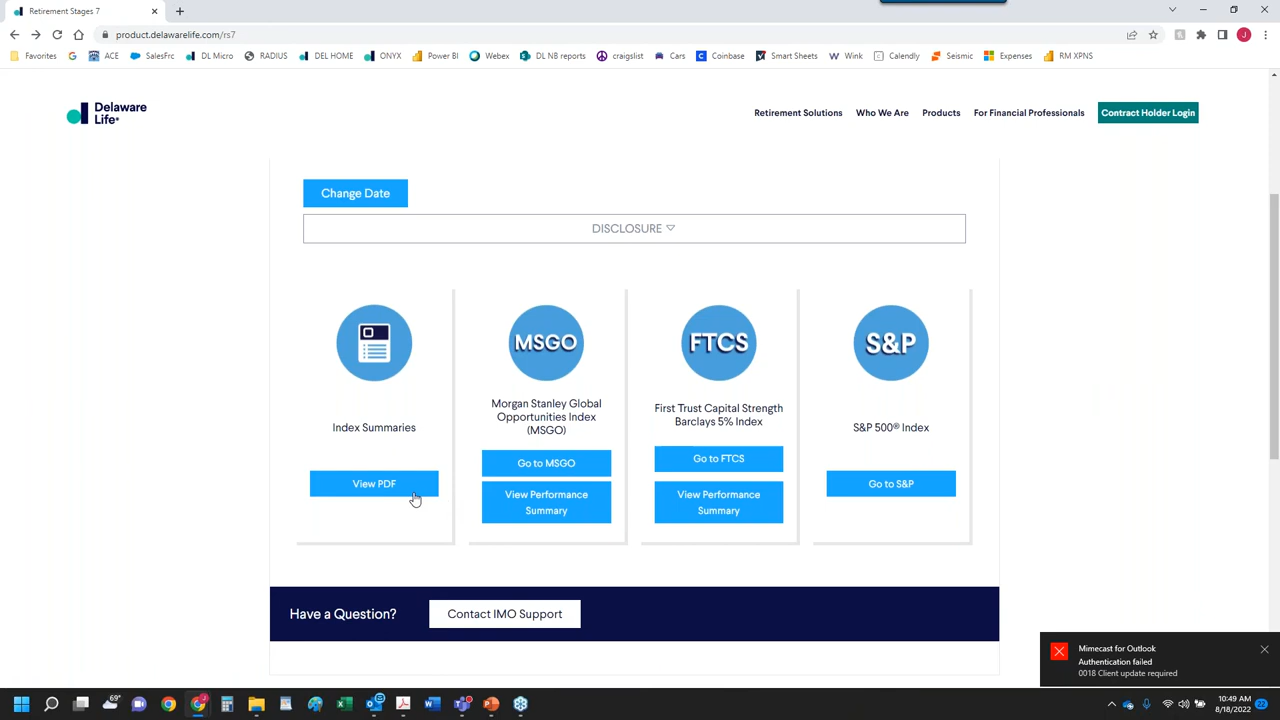 Retirement Stages 7
product.delawarelife.com/rs7
J
Favorites
ACE
SalesFrc
DL Micro
RADIUS
DEL HOME
ONYX
Power BI
Webex
DL NB reports
craigslist
Cars
Coinbase
Smart Sheets
Wink
Calendly
Seismic
Expenses
RM XPNS
Delaware
Life®
Retirement Solutions
Who We Are
Products
For Financial Professionals
Contract Holder Login
Change Date
DISCLOSURE
MSGO
FTCS
S&P
Index Summaries
Morgan Stanley Global
Opportunities Index
(MSGO)
First Trust Capital Strength
Barclays 5% Index
S&P 500® Index
View PDF
Go to MSGO
View Performance
Summary
Go to FTCS
View Performance
Summary
Go to S&P
Have a Question?
Contact IMO Support
Mimecast for Outlook
Authentication failed
0018 Client update required
69°
10:49 AM
8/18/2022
22